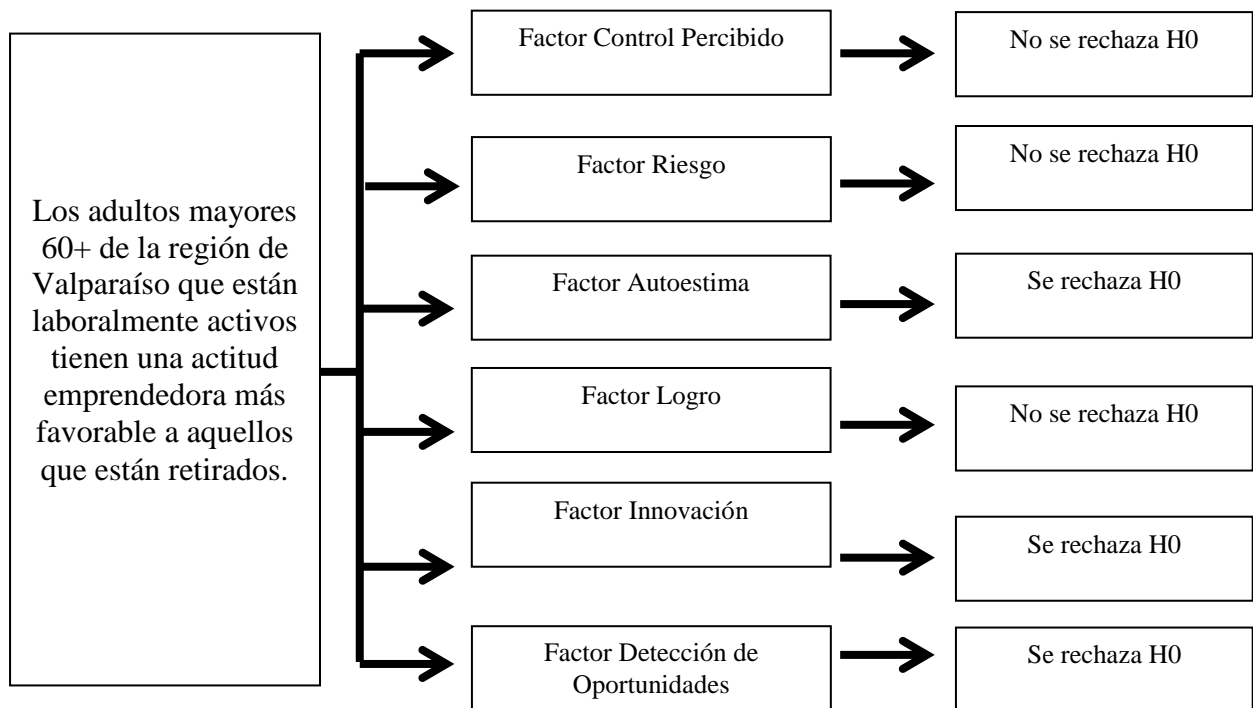 Los adultos mayores
60+ de la región de
Valparaíso que están
laboralmente activos
tienen una actitud
emprendedora más
favorable a aquellos
que están retirados.
Factor Control Percibido
No se rechaza H0
Factor Riesgo
No se rechaza H0
Factor Autoestima
Se rechaza H0
Factor Logro
No se rechaza H0
Factor Innovación
Se rechaza H0
Factor Detección de
Oportunidades
Se rechaza H0